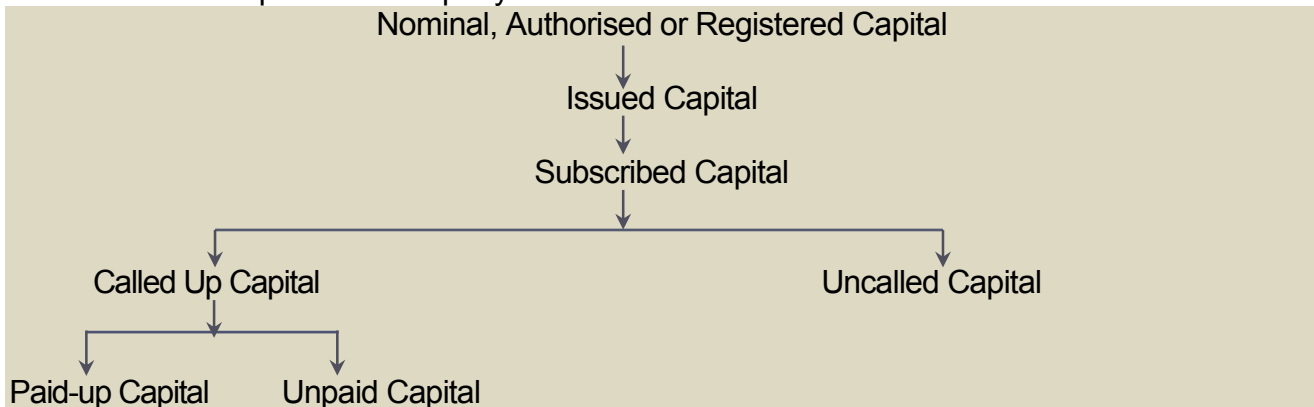 Nominal, Authorised or Registered Capital
Issued Capital
Subscribed Capital
Called Up Capital Uncalled Capital
Paid-up Capital Unpaid Capital